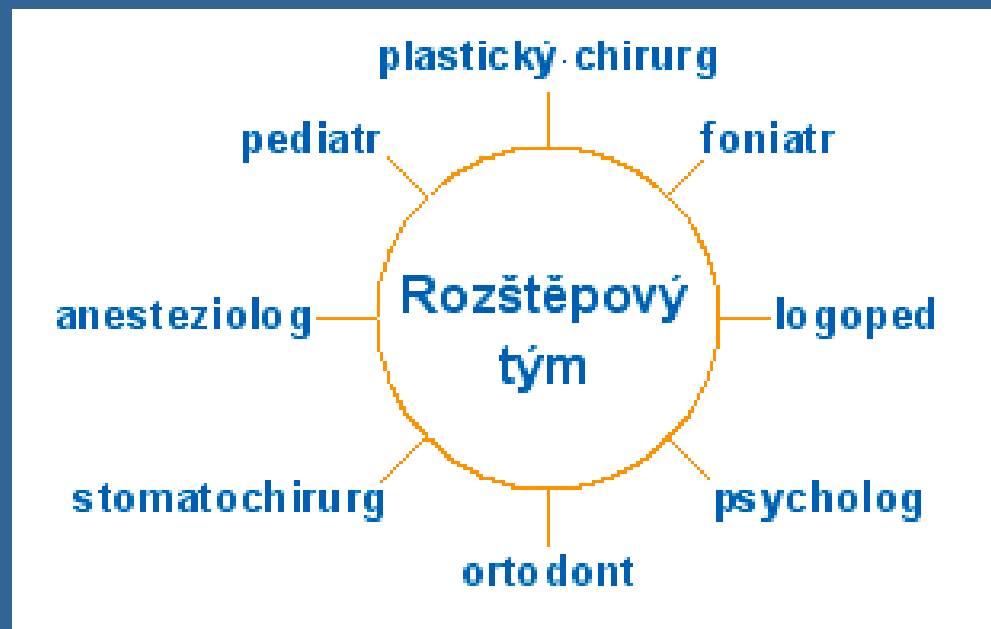 plastický chirurg
pediatr
foniatr
Rozštěpový
tým
anesteziolog
logoped
stomatochirurg
psycholog
ortodont